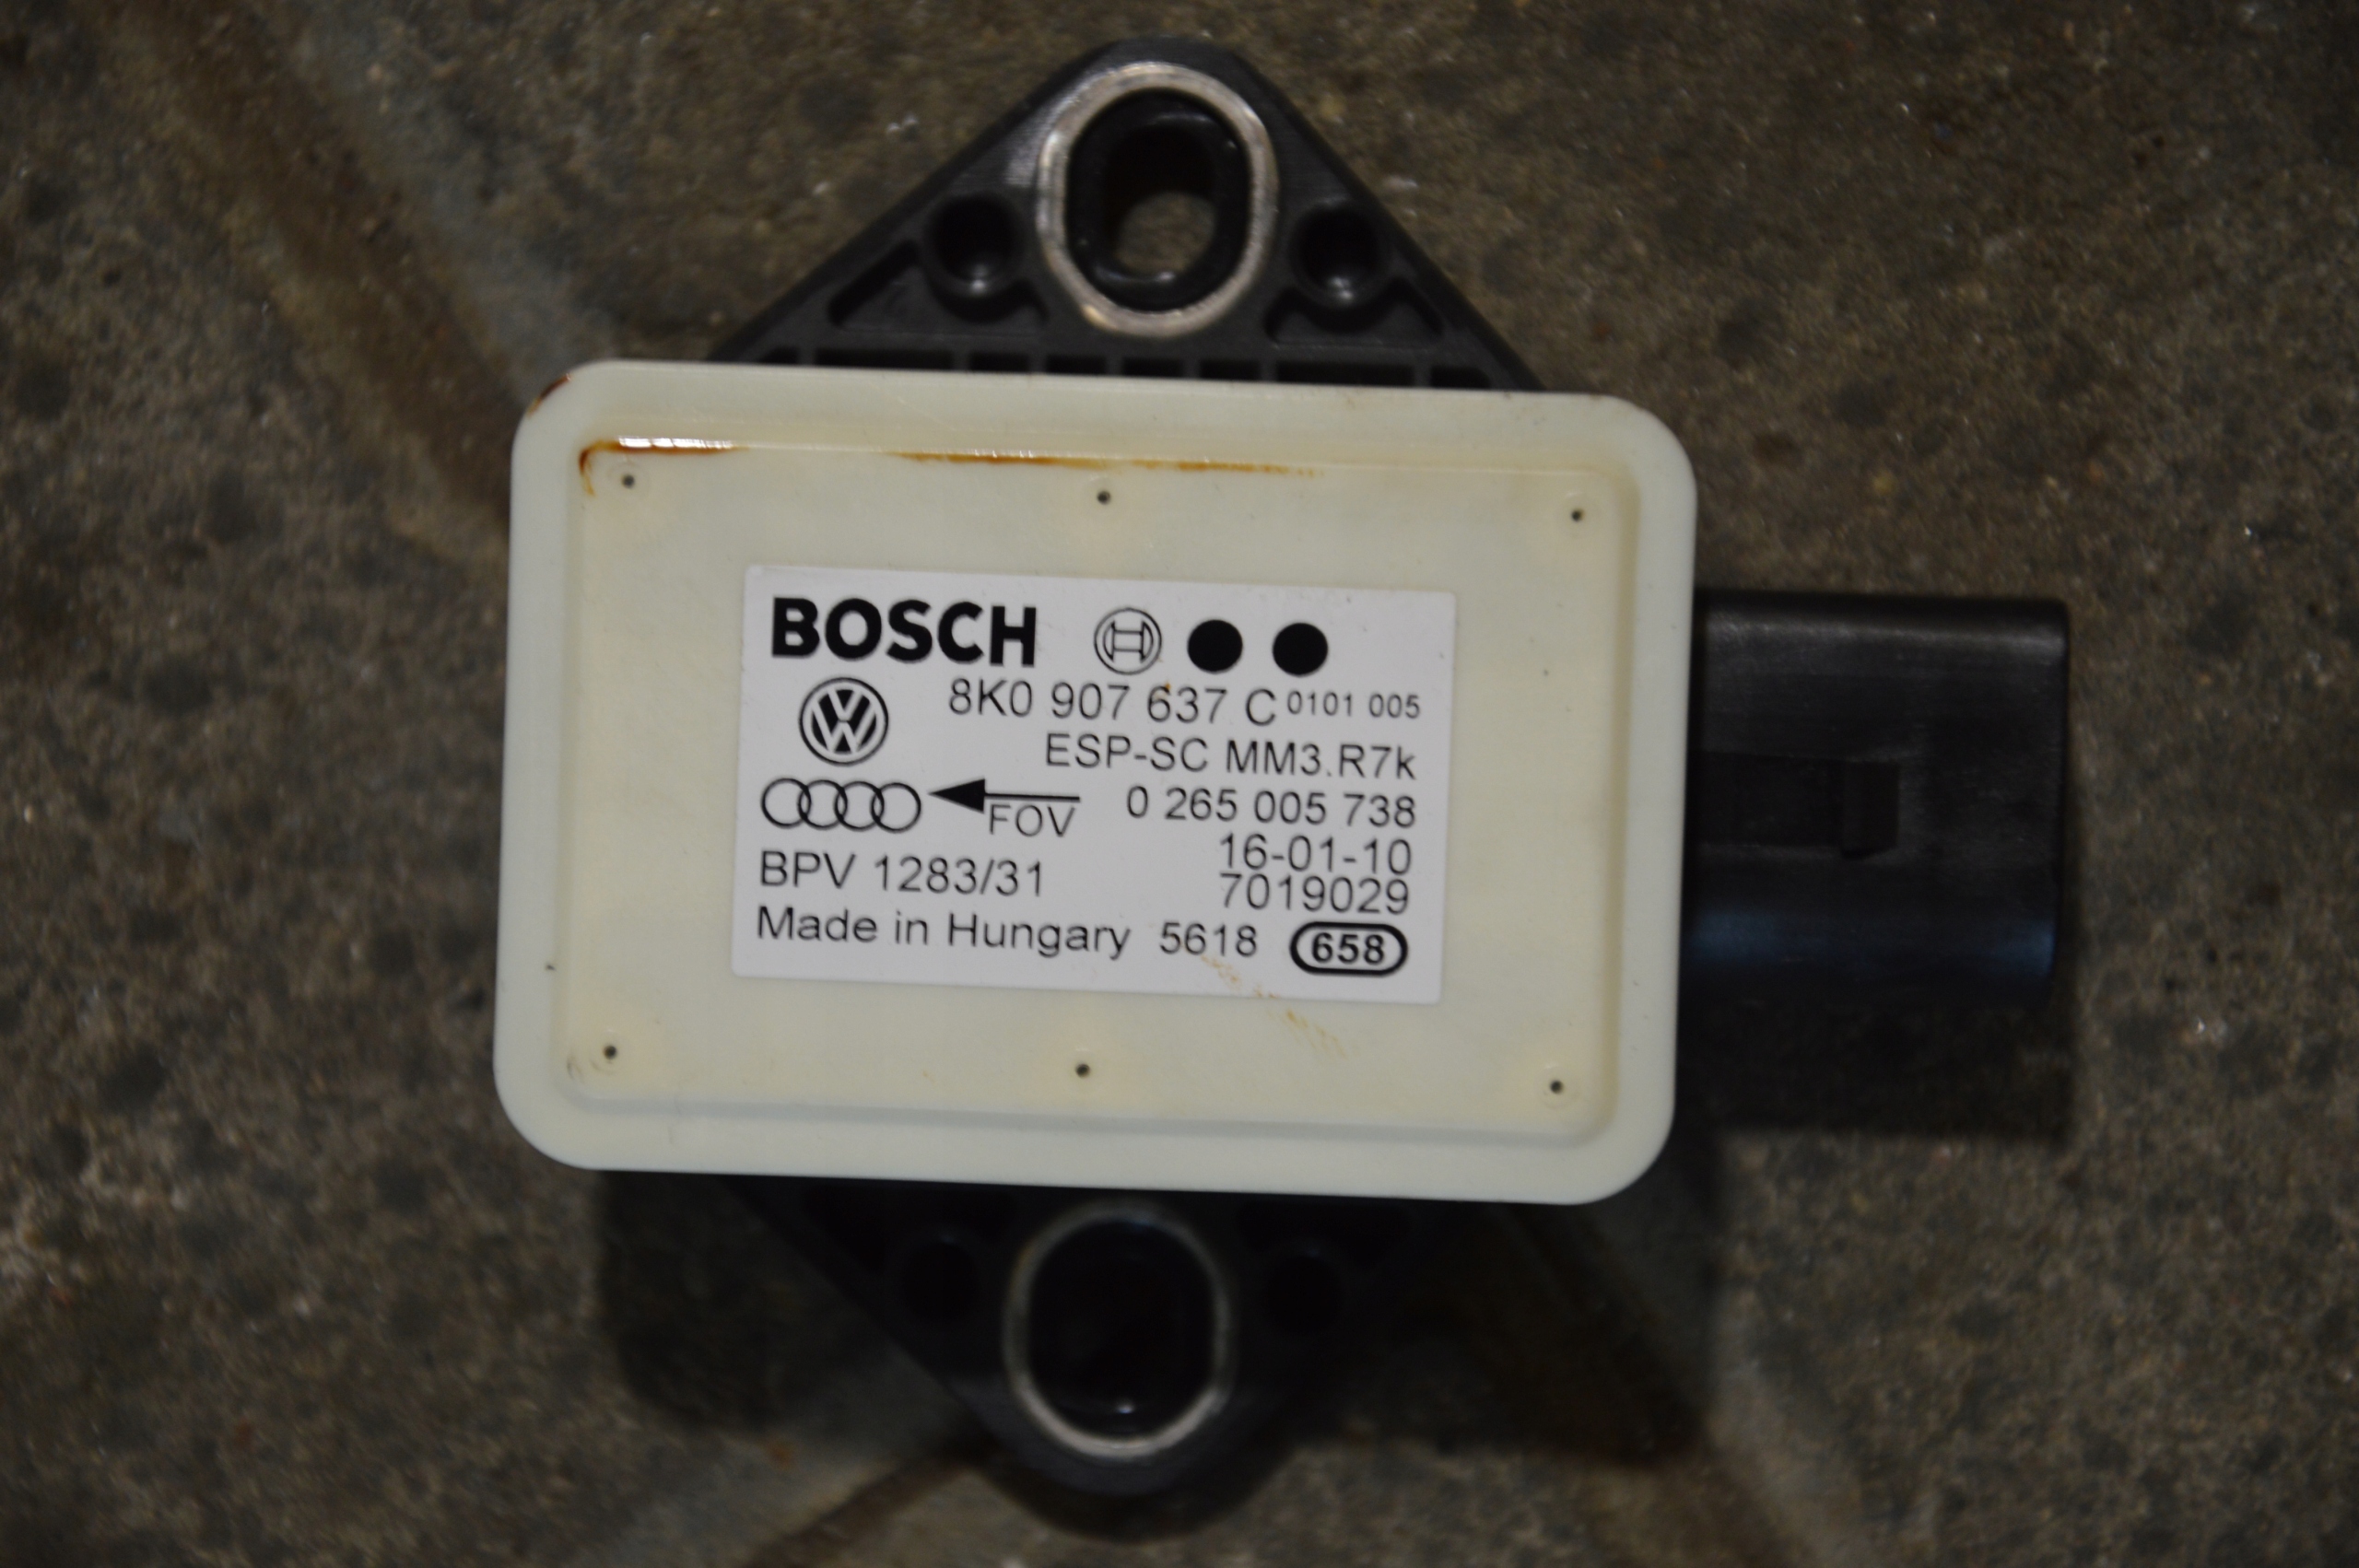 BOSCH
8K0 907 637 C 0101 005
ESP-SC MM3.R7k
FOV 0 265 005 738
16-01-10
BPV 1283/31 7019029
Made in Hungary 5618 658